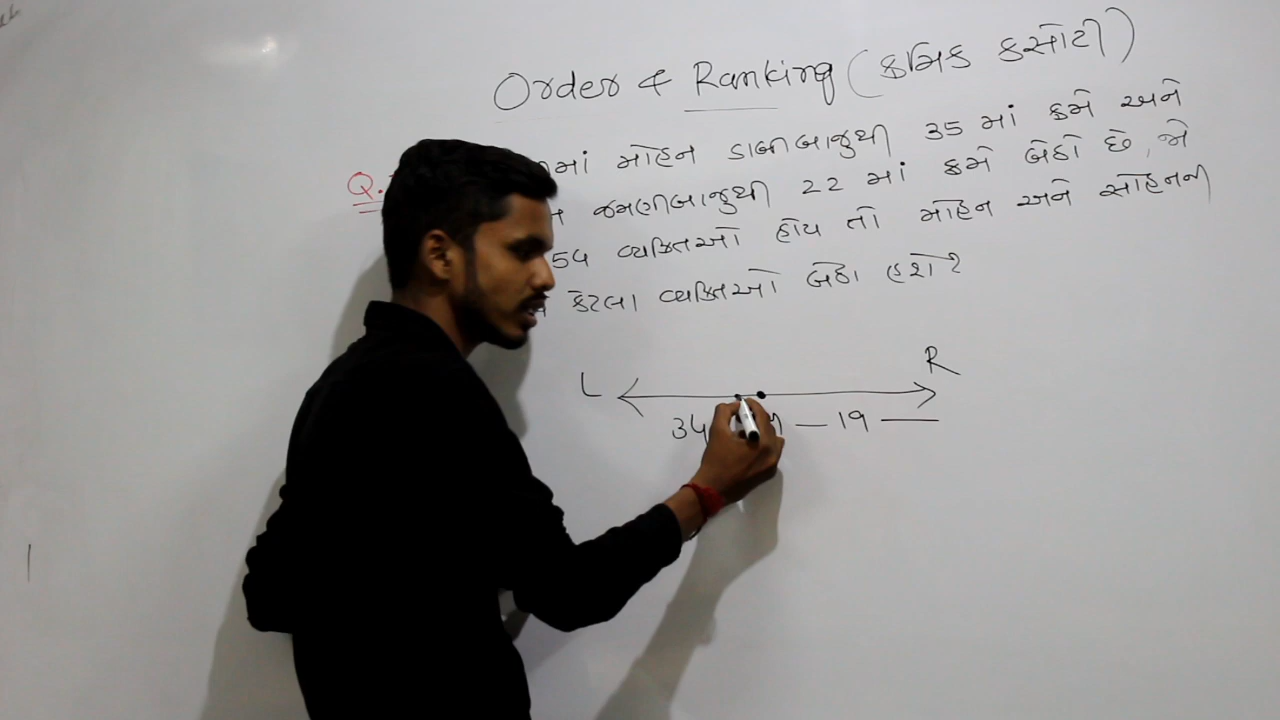 Order & Ranking (ક્રમિક કસોટી)
Q.
માં મોહન ડાબીબાજુથી 35 માં ક્રમે અને
જમણીબાજુથી 22 માં ક્રમે બેઠો છે, જો
54 વ્યક્તિઓ હોય તો મોહન અને સોહનની
કેટલા વ્યક્તિઓ બેઠા હશે?
L R
34 — 19 —